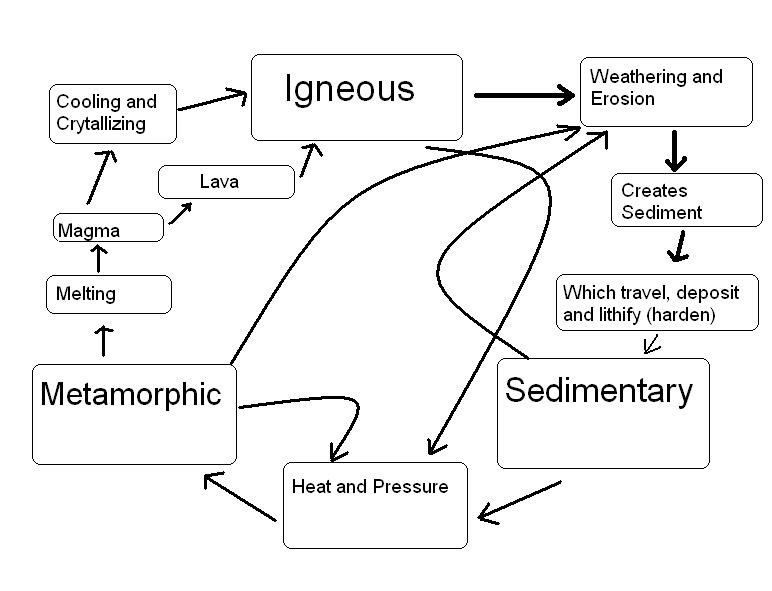 Igneous
Weathering and
Erosion
Cooling and
Crytallizing
Lava
Creates
Sediment
Magma
Melting
Which travel, deposit
and lithify (harden)
Metamorphic
Sedimentary
Heat and Pressure